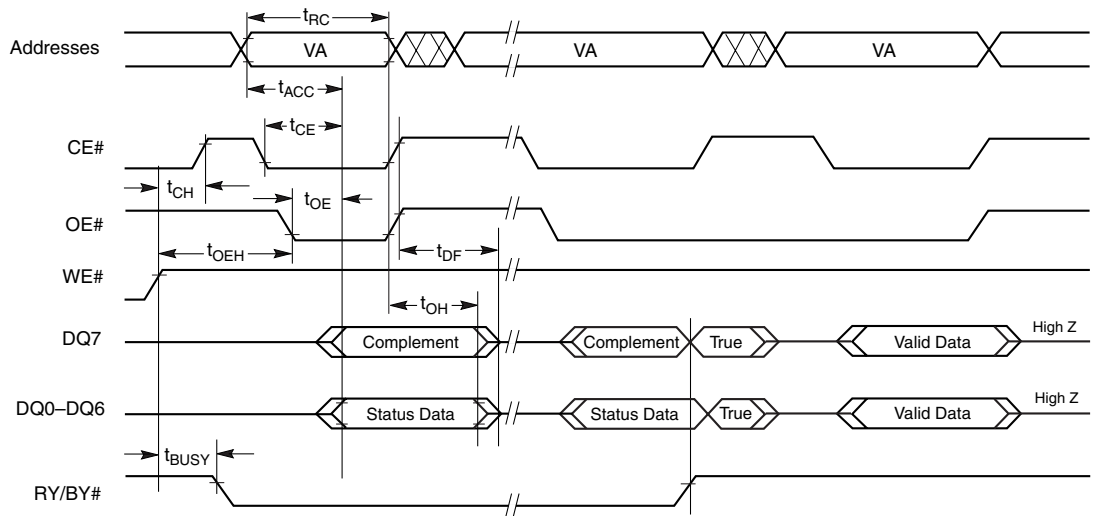 tRC
Addresses
VA
VA
VA
tACC
tCE
CE#
tCH
tOE
OE#
tOEH
tDF
WE#
tOH
DQ7
Complement
Complement
True
Valid Data
High Z
DQ0–DQ6
Status Data
Status Data
True
Valid Data
High Z
tBUSY
RY/BY#